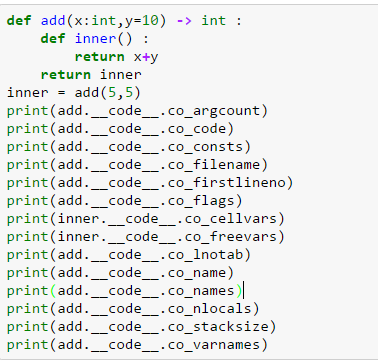 def add(x:int,y=10) -> int :
    def inner() :
        return x+y
    return inner
inner = add(5,5)
print(add.__code__.co_argcount)
print(add.__code__.co_code)
print(add.__code__.co_consts)
print(add.__code__.co_filename)
print(add.__code__.co_firstlineno)
print(add.__code__.co_flags)
print(inner.__code__.co_cellvars)
print(inner.__code__.co_freevars)
print(add.__code__.co_lnotab)
print(add.__code__.co_name)
print(add.__code__.co_names)
print(add.__code__.co_nlocals)
print(add.__code__.co_stacksize)
print(add.__code__.co_varnames)